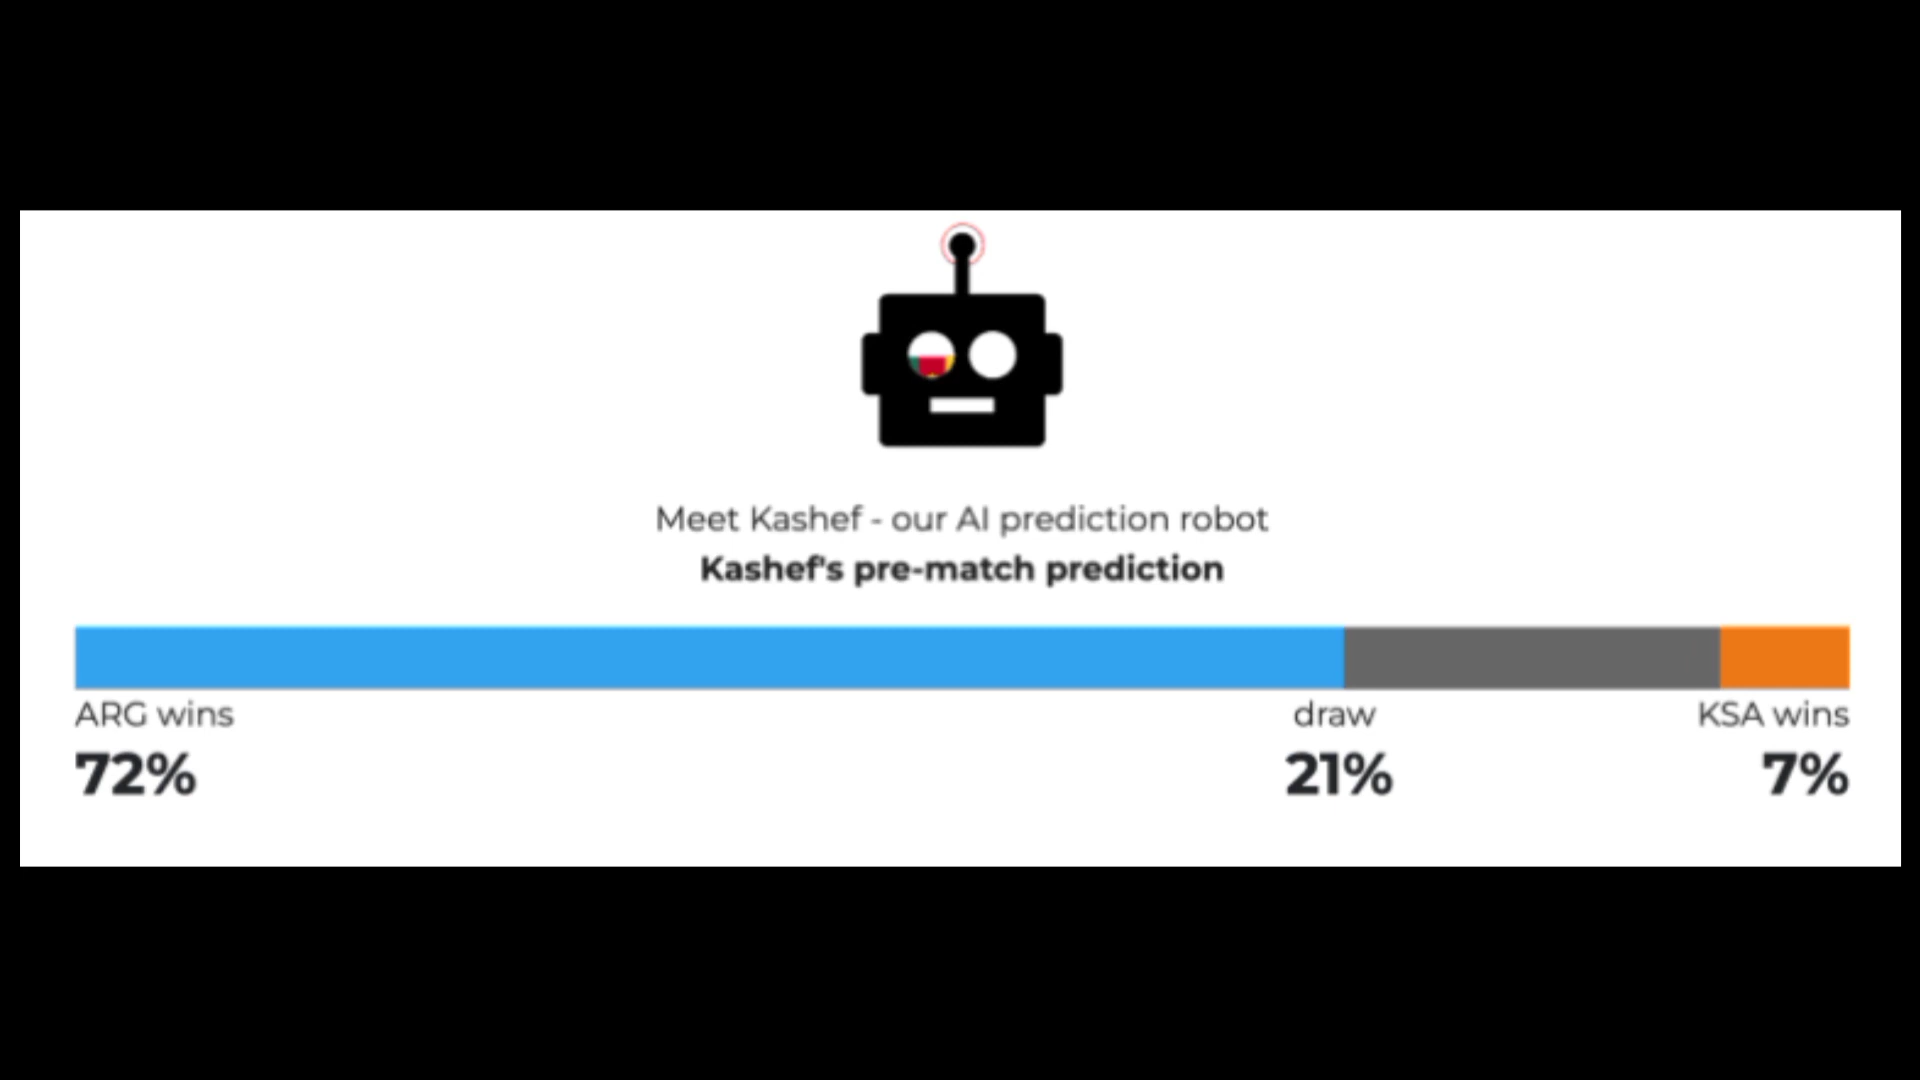 Meet Kashef - our AI prediction robot
Kashef's pre-match prediction
ARG wins draw KSA wins
72% 21% 7%